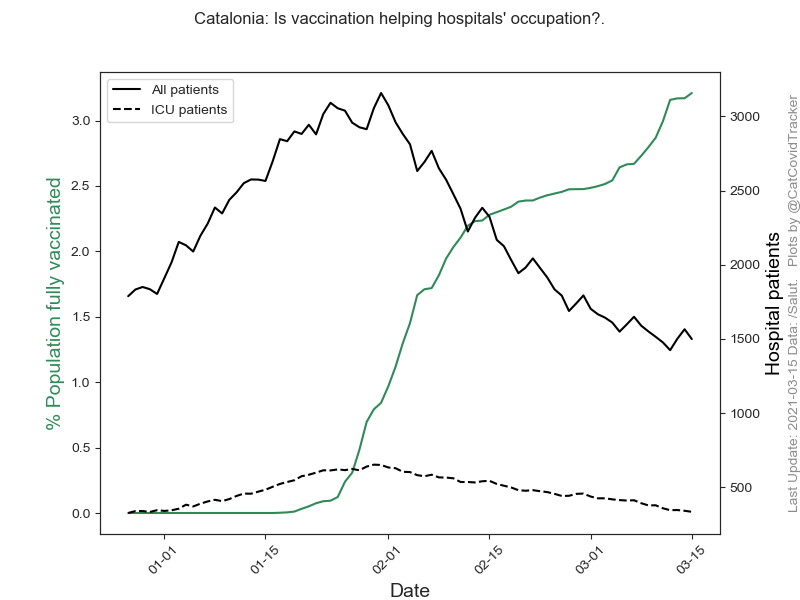 Catalonia: Is vaccination helping hospitals' occupation?.
All patients
ICU patients
% Population fully vaccinated
3.0
2.5
2.0
1.5
1.0
0.5
0.0
3000
2500
2000
1500
1000
500
Hospital patients
Last Update: 2021-03-15 Data: /Salut. Plots by @CatCovidTracker
01-01
01-15
02-01
02-15
03-01
03-15
Date